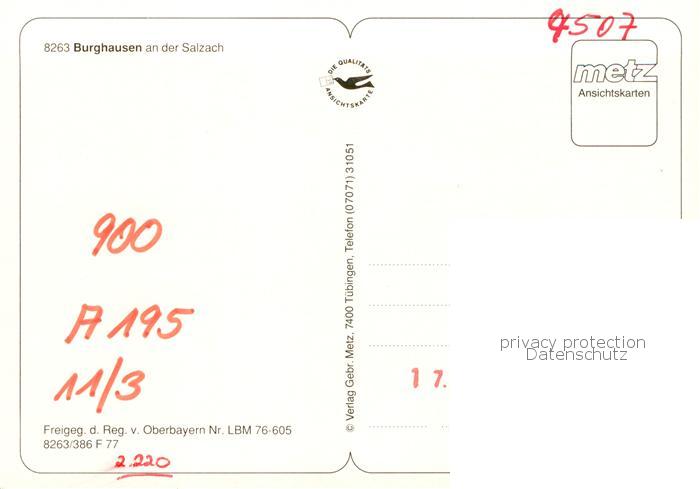 4507
8263 Burghausen an der Salzach
DIE QUALITÄTS
ANSICHTSKARTE
metz
Ansichtskarten
© Verlag Gebr. Metz, 7400 Tübingen, Telefon (07071) 31051
900
A 195
11/3
17.
privacy protection
Datenschutz
Freigeg. d. Reg. v. Oberbayern Nr. LBM 76-605
8263/386 F 77
2.220